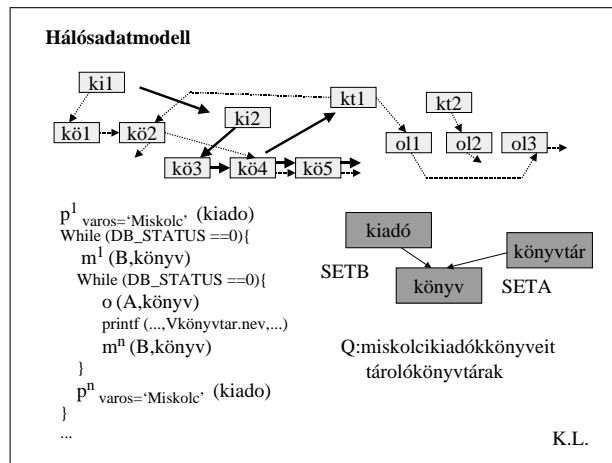 Hálósadatmodell
ki1
kt1
kt2
ki2
kö1
kö2
ol1
ol2
ol3
kö3
kö4
kö5
p1 varos=‘Miskolc’ (kiado)
While (DB_STATUS ==0){
m1 (B,könyv)
While (DB_STATUS ==0){
o (A,könyv)
printf (...,Vkönyvtar.nev,...)
mn (B,könyv)
}
pn varos=‘Miskolc’ (kiado)
}
...
kiadó
könyvtár
SETB
könyv
SETA
Q:miskolcikiadókkönyveit
tárolókönyvtárak
K.L.